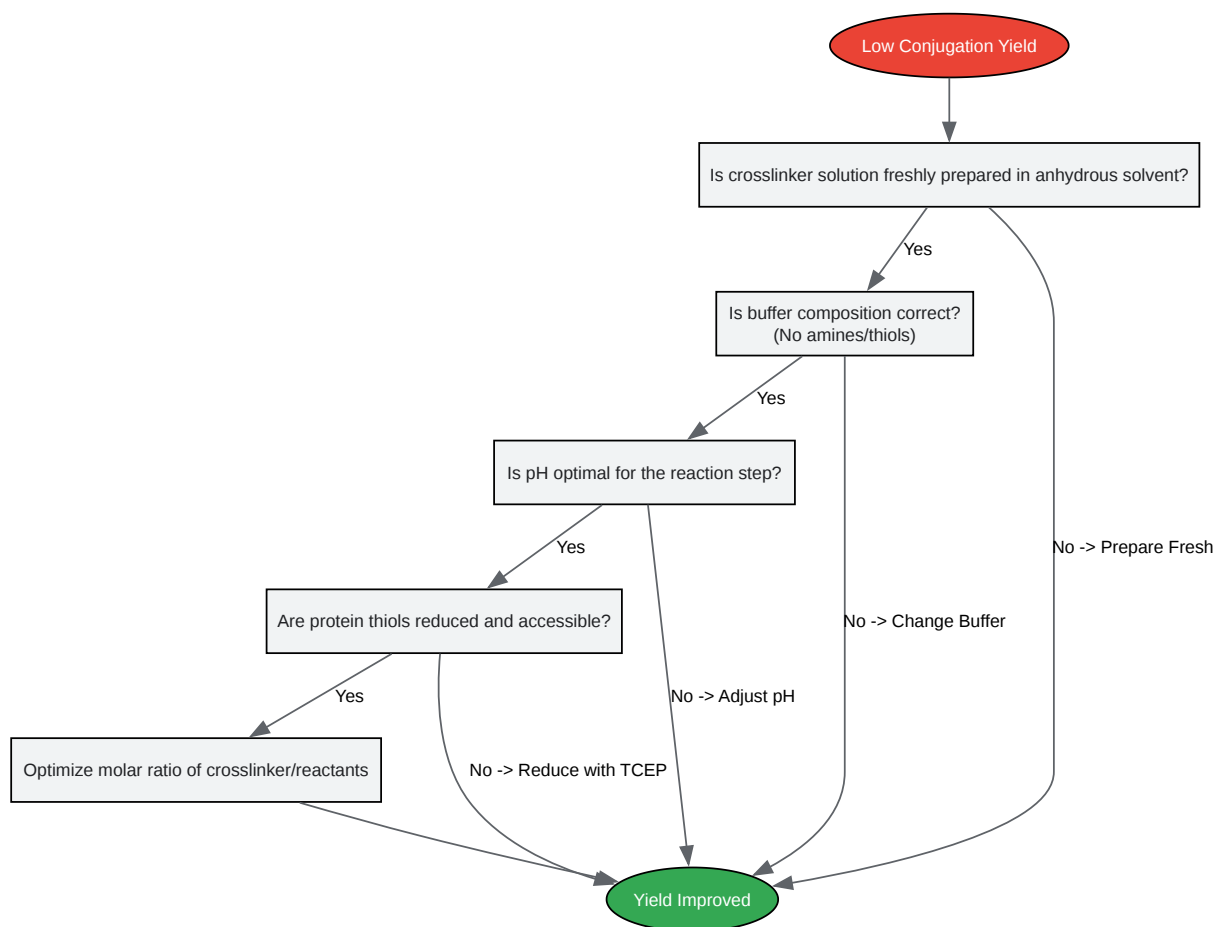 Low Conjugation Yield
Is crosslinker solution freshly prepared in anhydrous solvent?
Yes
Is buffer composition correct?
(No amines/thiols)
Yes
Is pH optimal for the reaction step?
Yes
No -> Prepare Fresh
Are protein thiols reduced and accessible?
No -> Change Buffer
Yes
No -> Adjust pH
Optimize molar ratio of crosslinker/reactants
No -> Reduce with TCEP
Yield Improved